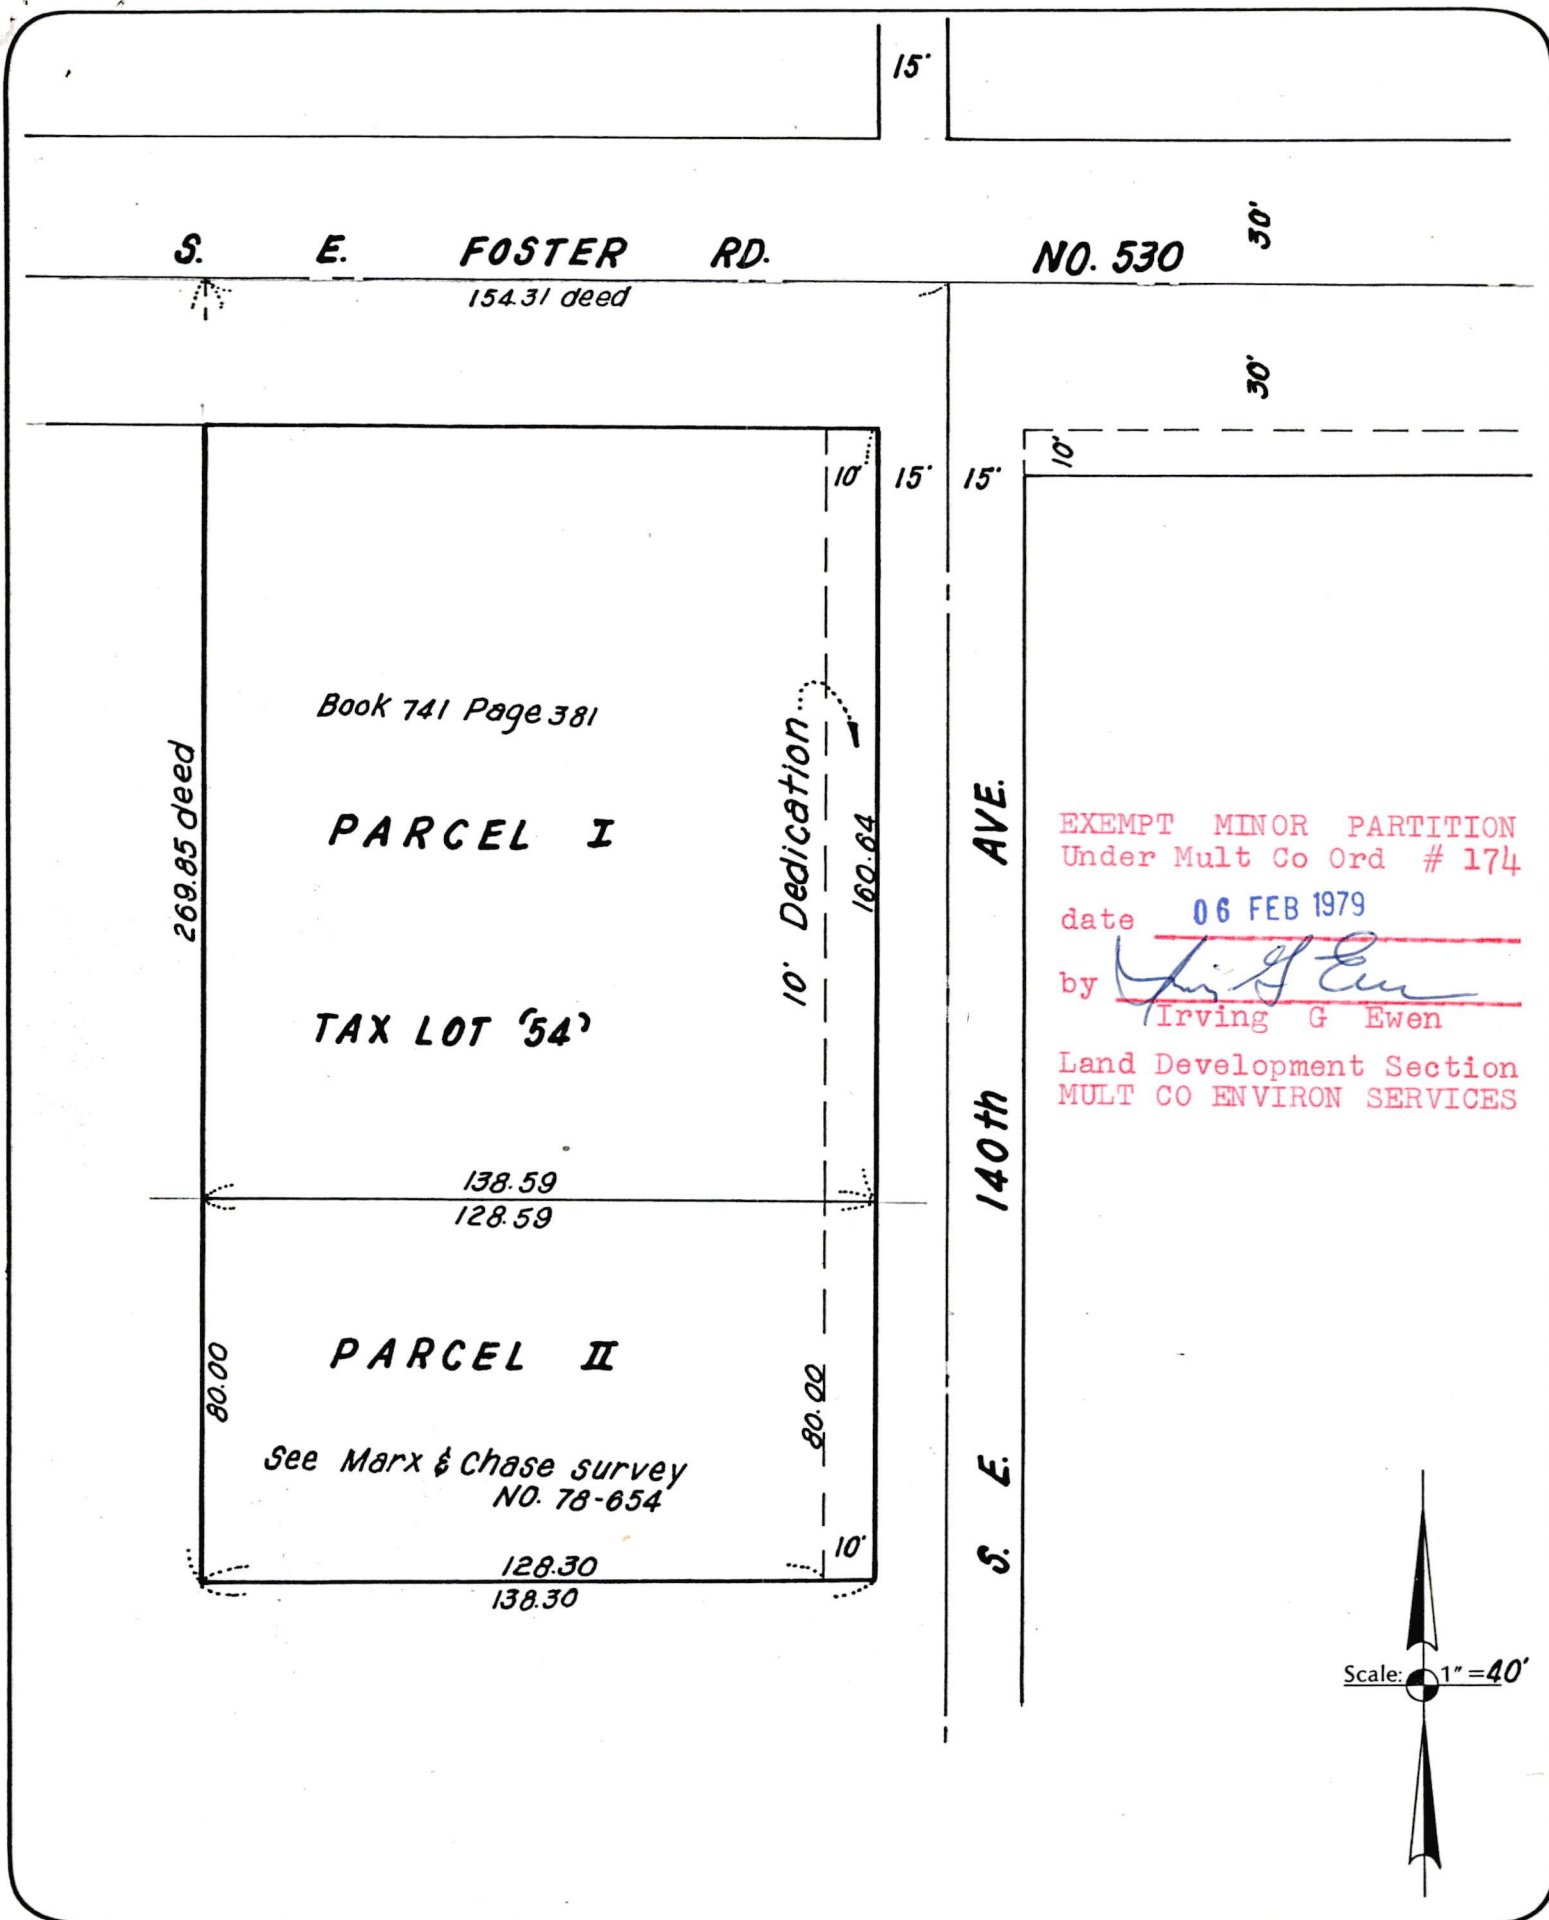 15'
S. E. FOSTER RD. NO. 530
30'
154.31 deed
30'
10'
15'
15'
10'
Book 741 Page 381
269.85 deed
PARCEL I
10' Dedication
160.64
AVE.
EXEMPT MINOR PARTITION
Under Mult Co Ord # 174
date 06 FEB 1979
by
Irving G Ewen
Land Development Section
MULT CO ENVIRON SERVICES
TAX LOT '54'
140th
138.59
128.59
PARCEL II
80.00
80.00
See Marx & Chase survey
NO. 78-654
S. E.
10'
128.30
138.30
Scale: 1" = 40'